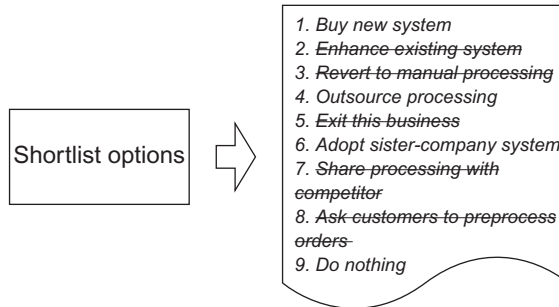 Shortlist options
1. Buy new system
2. Enhance existing system
3. Revert to manual processing
4. Outsource processing
5. Exit this business
6. Adopt sister-company system
7. Share processing with
competitor
8. Ask customers to preprocess
orders
9. Do nothing